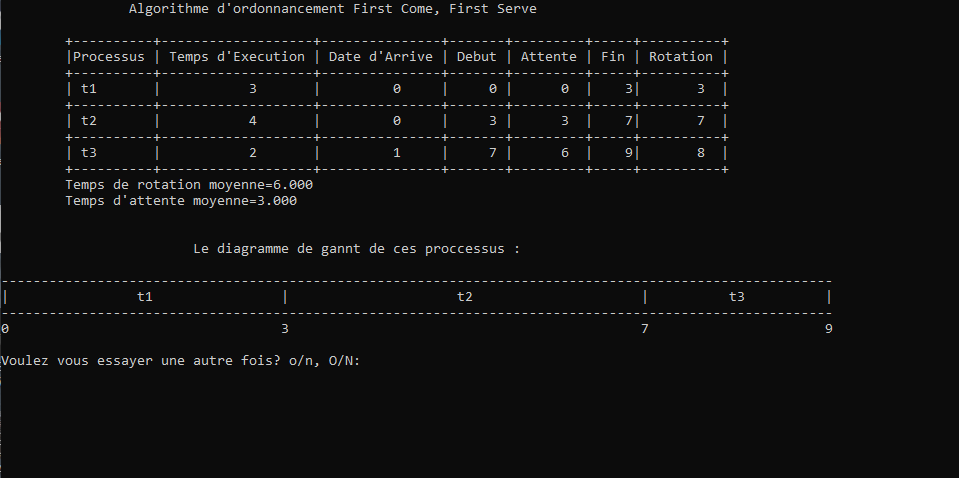 Algorithme d'ordonnancement First Come, First Serve
+----------+-------------------+---------------+-------+---------+-----+----------+
|Processus | Temps d'Execution | Date d'Arrive | Debut | Attente | Fin | Rotation |
+----------+-------------------+---------------+-------+---------+-----+----------+
| t1 | 3 | 0 | 0 | 0 | 3| 3 |
+----------+-------------------+---------------+-------+---------+-----+----------+
| t2 | 4 | 0 | 3 | 3 | 7| 7 |
+----------+-------------------+---------------+-------+---------+-----+----------+
| t3 | 2 | 1 | 7 | 6 | 9| 8 |
+----------+-------------------+---------------+-------+---------+-----+----------+
Temps de rotation moyenne=6.000
Temps d'attente moyenne=3.000
Le diagramme de gannt de ces proccessus :
| t1 | t2 | t3 |
0 3 7 9
Voulez vous essayer une autre fois? o/n, O/N: